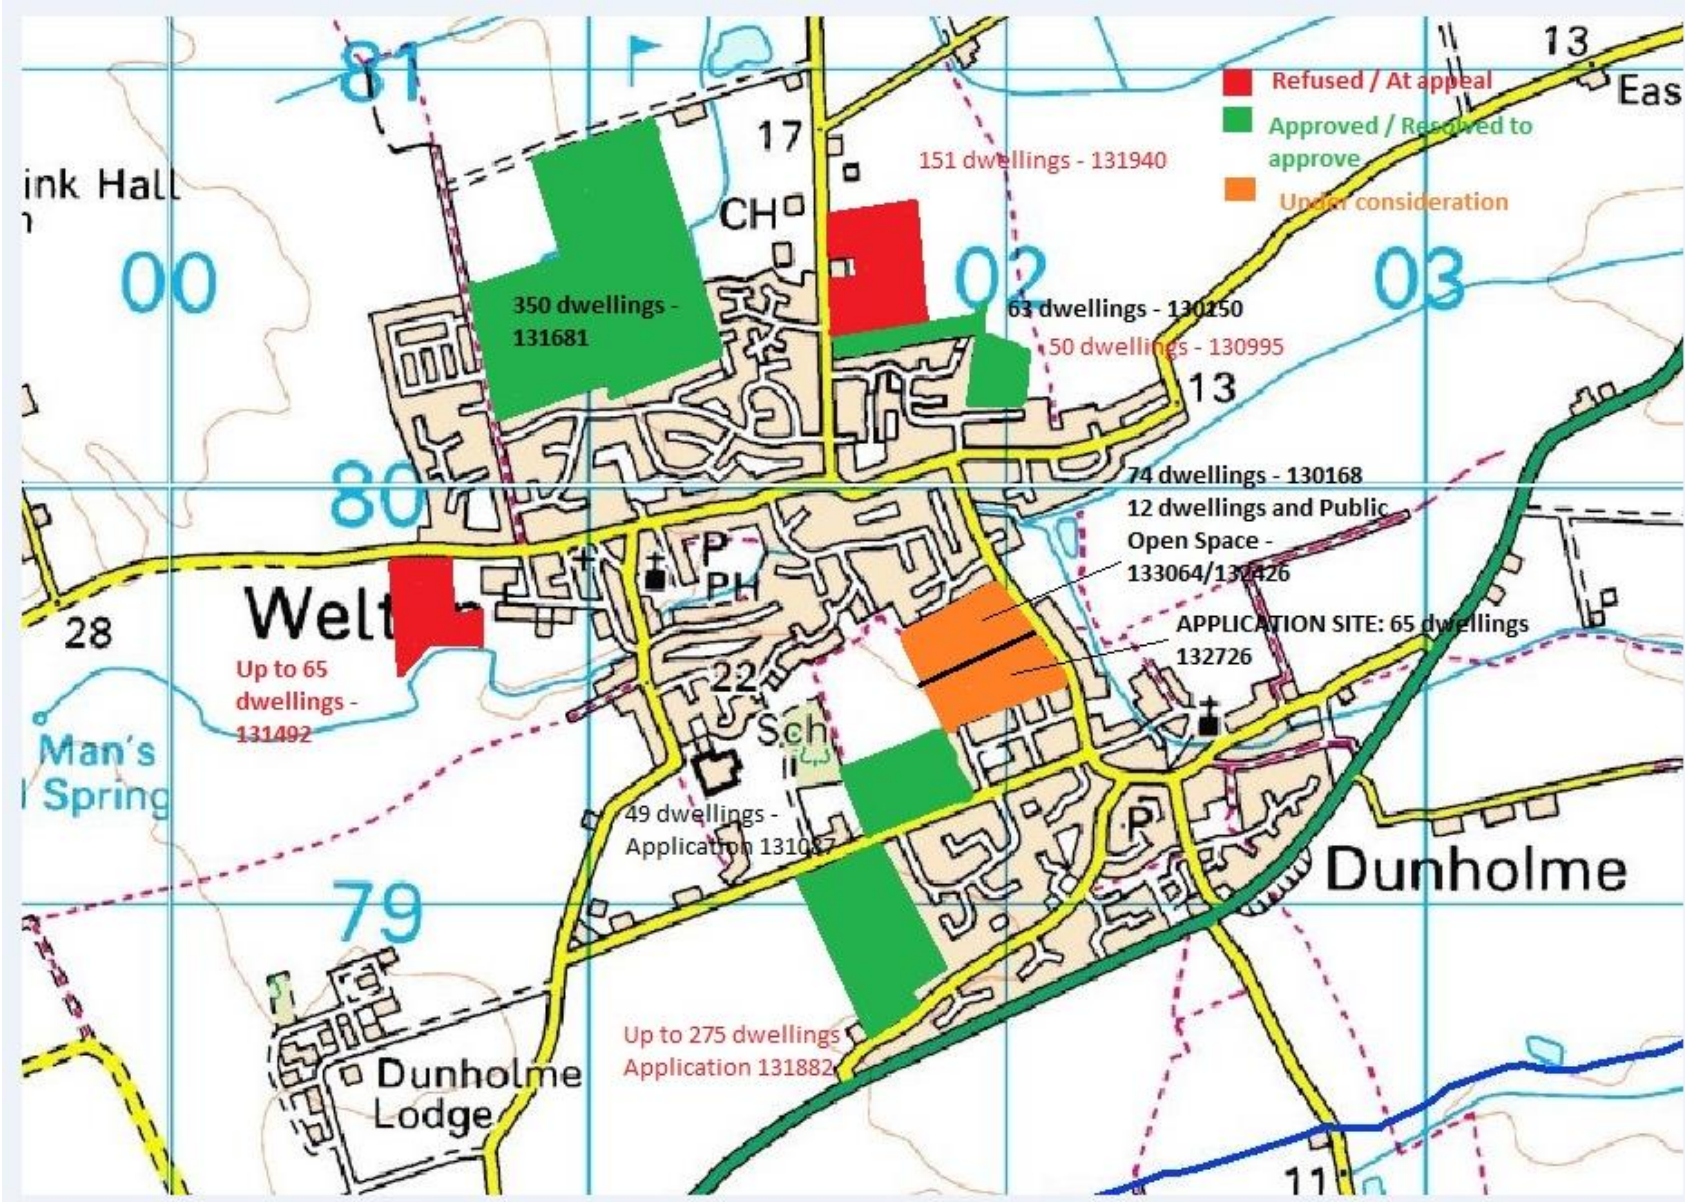 81
13
Eas
Refused / At appeal
Approved / Resolved to
approve
Under consideration
17
151 dwellings - 131940
ink Hall
CH
00
02
03
350 dwellings -
131681
63 dwellings - 130150
50 dwellings - 130995
13
80
74 dwellings - 130168
12 dwellings and Public
Open Space -
133064/132426
P
PH
Welt n
28
APPLICATION SITE: 65 dwellings
132726
Up to 65
dwellings -
131492
22
Sch
Man's
Spring
49 dwellings -
Application 131087
P
Dunholme
79
Up to 275 dwellings
Application 131882
Dunholme
Lodge
11